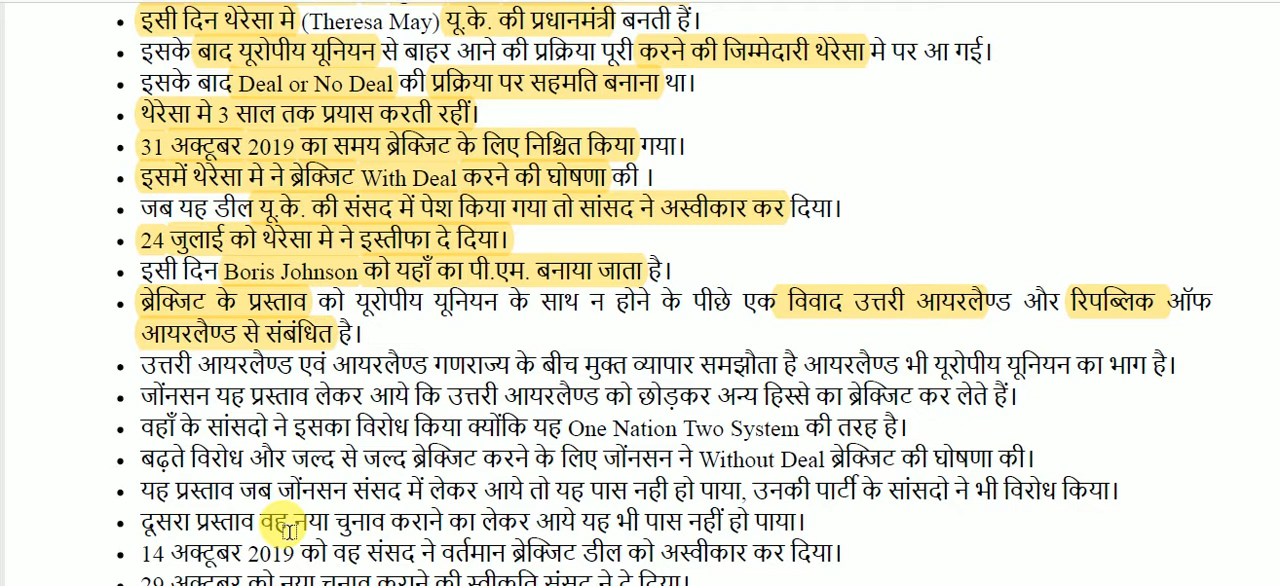 • इसी दिन थेरेसा मे (Theresa May) यू.के. की प्रधानमंत्री बनती हैं।
• इसके बाद यूरोपीय यूनियन से बाहर आने की प्रक्रिया पूरी करने की जिम्मेदारी थेरेसा मे पर आ गई।
• इसके बाद Deal or No Deal की प्रक्रिया पर सहमति बनाना था।
• थेरेसा मे 3 साल तक प्रयास करती रहीं।
• 31 अक्टूबर 2019 का समय ब्रेक्जिट के लिए निश्चित किया गया।
• इसमें थेरेसा मे ने ब्रेक्जिट With Deal करने की घोषणा की ।
• जब यह डील यू.के. की संसद में पेश किया गया तो सांसद ने अस्वीकार कर दिया।
• 24 जुलाई को थेरेसा मे ने इस्तीफा दे दिया।
• इसी दिन Boris Johnson को यहाँ का पी.एम. बनाया जाता है।
• ब्रेक्जिट के प्रस्ताव को यूरोपीय यूनियन के साथ न होने के पीछे एक विवाद उत्तरी आयरलैण्ड और रिपब्लिक ऑफ
आयरलैण्ड से संबंधित है।
• उत्तरी आयरलैण्ड एवं आयरलैण्ड गणराज्य के बीच मुक्त व्यापार समझौता है आयरलैण्ड भी यूरोपीय यूनियन का भाग है।
• जोंनसन यह प्रस्ताव लेकर आये कि उत्तरी आयरलैण्ड को छोड़कर अन्य हिस्से का ब्रेक्जिट कर लेते हैं।
• वहाँ के सांसदो ने इसका विरोध किया क्योंकि यह One Nation Two System की तरह है।
• बढ़ते विरोध और जल्द से जल्द ब्रेक्जिट करने के लिए जोंनसन ने Without Deal ब्रेक्जिट की घोषणा की।
• यह प्रस्ताव जब जोंनसन संसद में लेकर आये तो यह पास नही हो पाया, उनकी पार्टी के सांसदो ने भी विरोध किया।
• दूसरा प्रस्ताव वह नया चुनाव कराने का लेकर आये यह भी पास नहीं हो पाया।
• 14 अक्टूबर 2019 को वह संसद ने वर्तमान ब्रेक्जिट डील को अस्वीकार कर दिया।
29 अक्टूबर को नया चुनाव कराने की स्वीकृति संसद ने दे दिया।